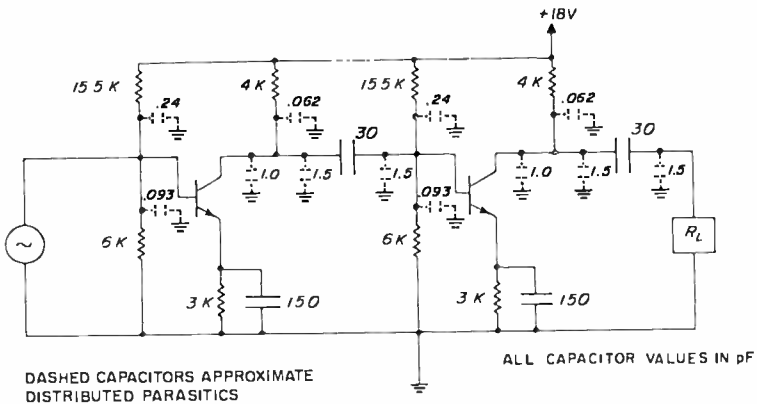 +18V
15 5 K
4 K
15 5 K
4 K
.24
.062
.24
.062
30
30
1.0
1.5
1.5
1.0
1.5
1.5
.093
.093
6 K
6 K
R_L
3 K
150
3 K
150
ALL CAPACITOR VALUES IN pF
DASHED CAPACITORS APPROXIMATE
DISTRIBUTED PARASITICS